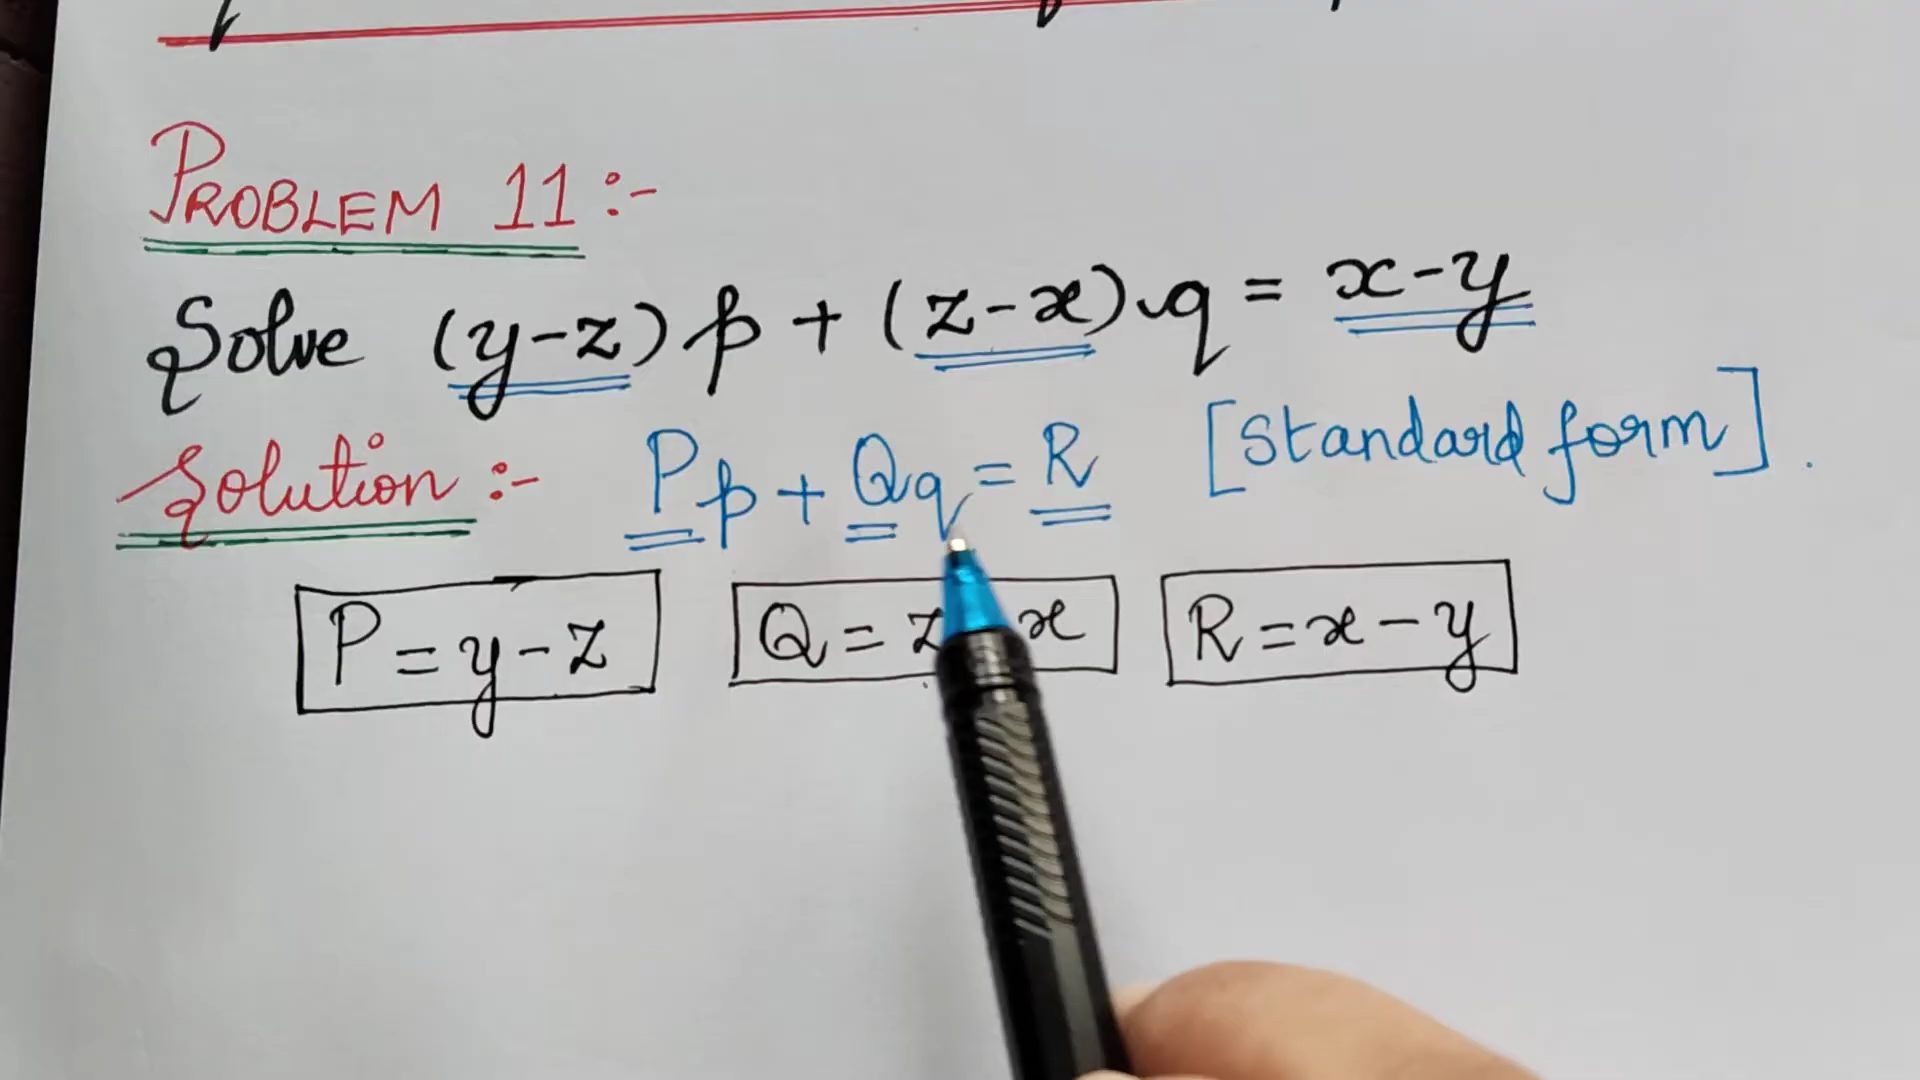 PROBLEM 11:-
Solve (y-z)p + (z-x)q = x-y
Solution:- Pp + Qq = R [Standard form].
P = y-z Q = z-x R = x-y